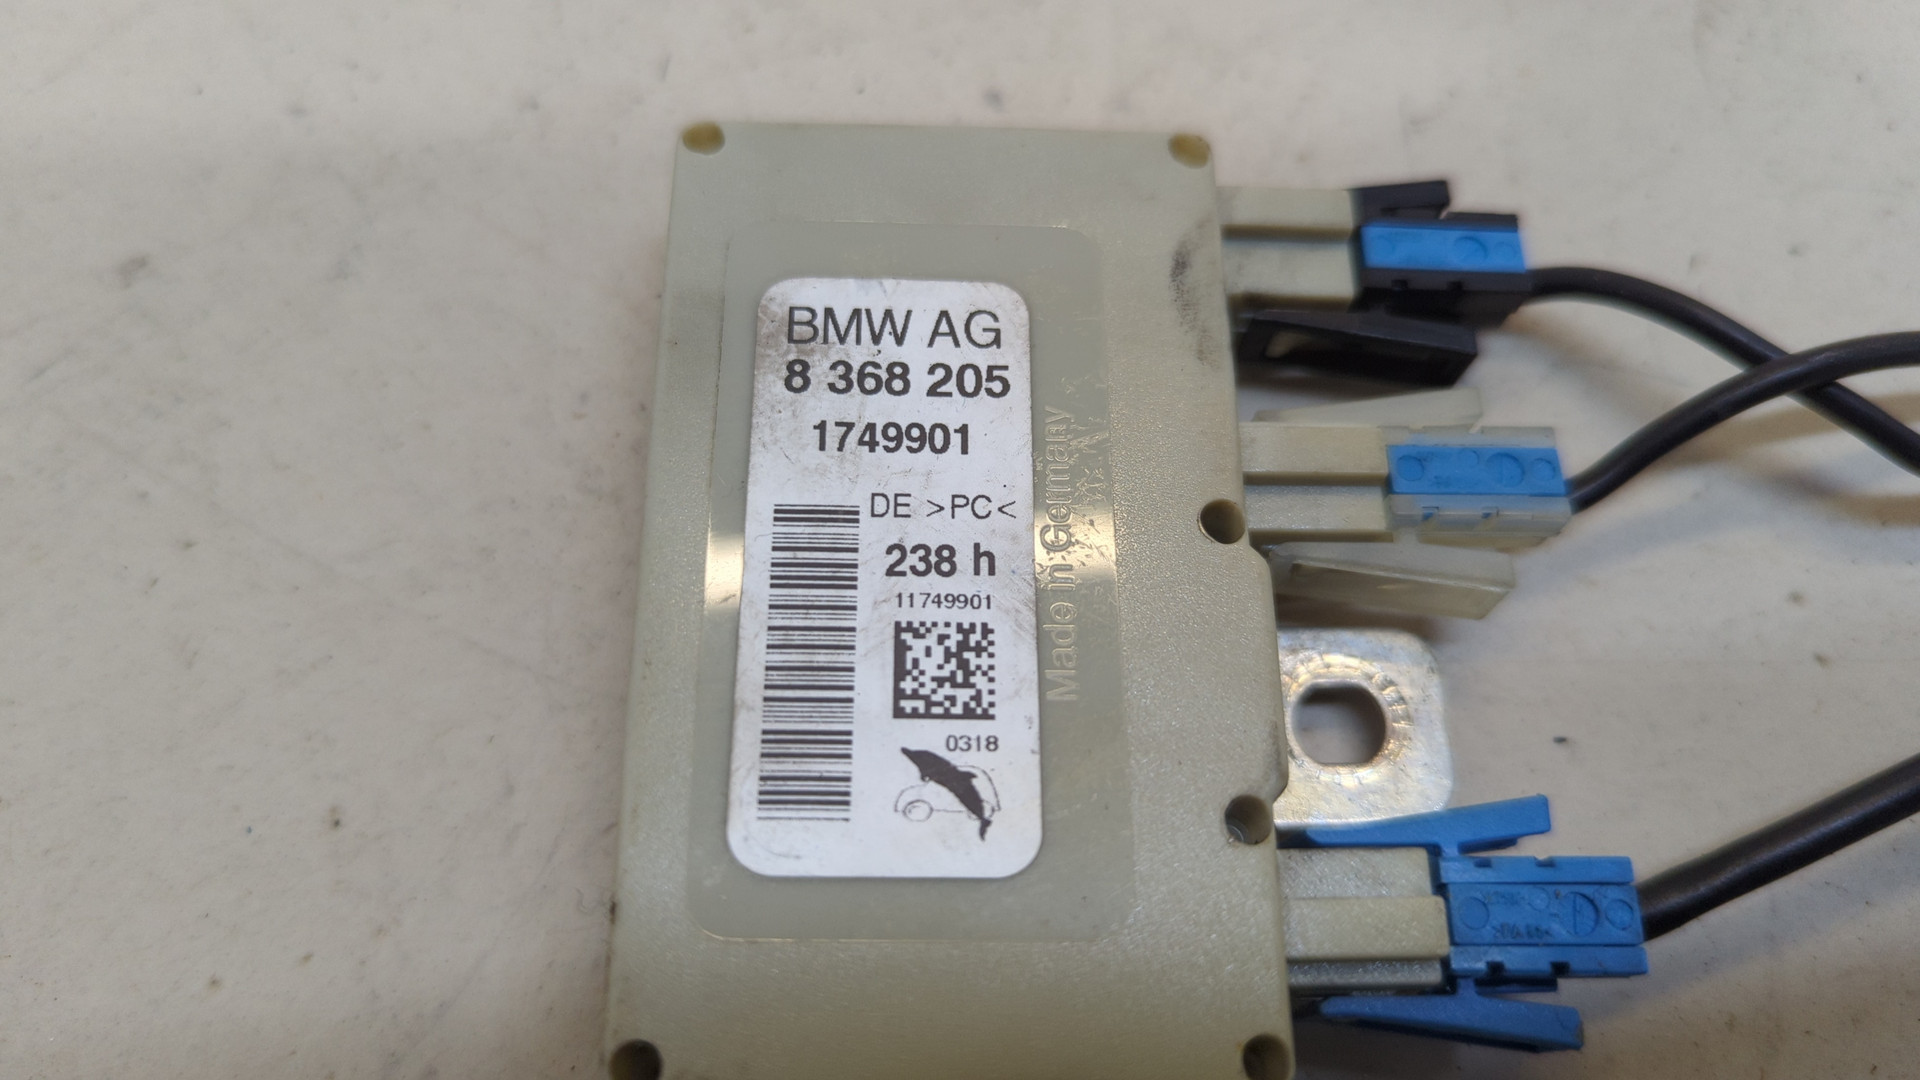 BMW AG
8 368 205
1749901
DE >PC<
238 h
11749901
0318
Made in Germany